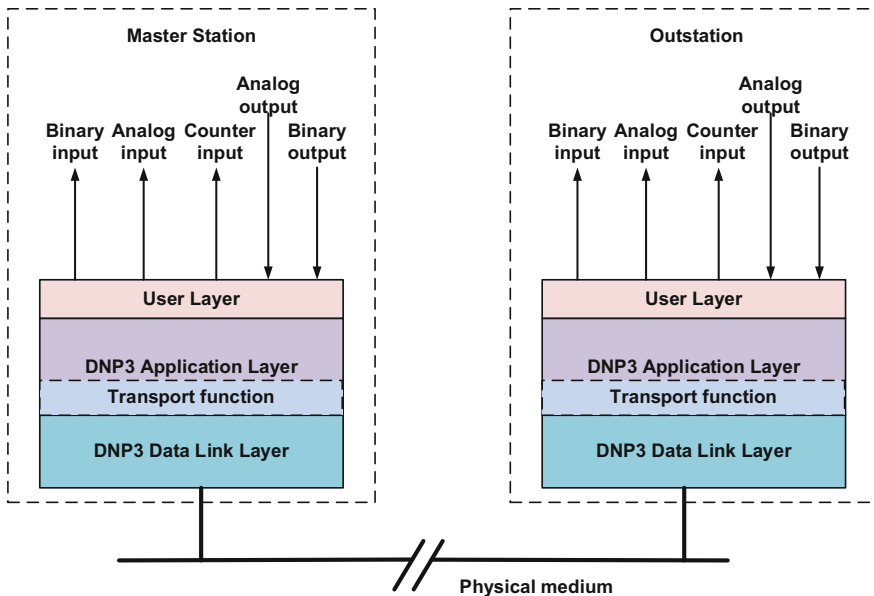 Master Station
Analog
output
Binary
input
Analog
input
Counter
input
Binary
output
User Layer
DNP3 Application Layer
Transport function
DNP3 Data Link Layer
Outstation
Analog
output
Binary
input
Analog
input
Counter
input
Binary
output
User Layer
DNP3 Application Layer
Transport function
DNP3 Data Link Layer
Physical medium